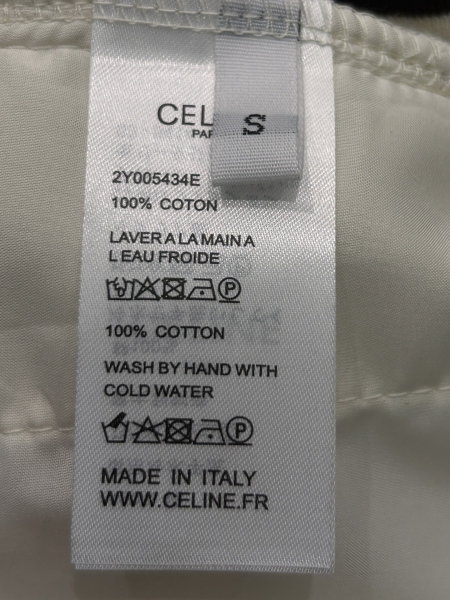 CEL
S
PAR
2Y005434E
100% COTON
LAVER A LA MAIN A
L EAU FROIDE
100% COTTON
WASH BY HAND WITH
COLD WATER
MADE IN ITALY
WWW.CELINE.FR